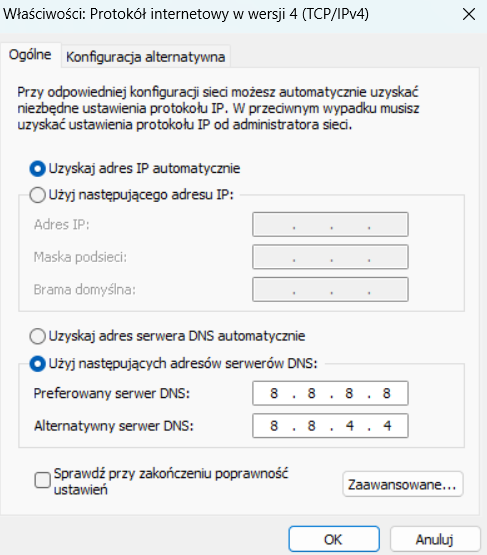 Właściwości: Protokół internetowy w wersji 4 (TCP/IPv4)
Ogólne
Konfiguracja alternatywna
Przy odpowiedniej konfiguracji sieci możesz automatycznie uzyskać
niezbędne ustawienia protokołu IP. W przeciwnym wypadku musisz
uzyskać ustawienia protokołu IP od administratora sieci.
Uzyskaj adres IP automatycznie
Użyj następującego adresu IP:
Adres IP: . . .
Maska podsieci: . . .
Brama domyślna: . . .
Uzyskaj adres serwera DNS automatycznie
Użyj następujących adresów serwerów DNS:
Preferowany serwer DNS: 8 . 8 . 8 . 8
Alternatywny serwer DNS: 8 . 8 . 4 . 4
Sprawdź przy zakończeniu poprawność
ustawień
Zaawansowane...
OK
Anuluj